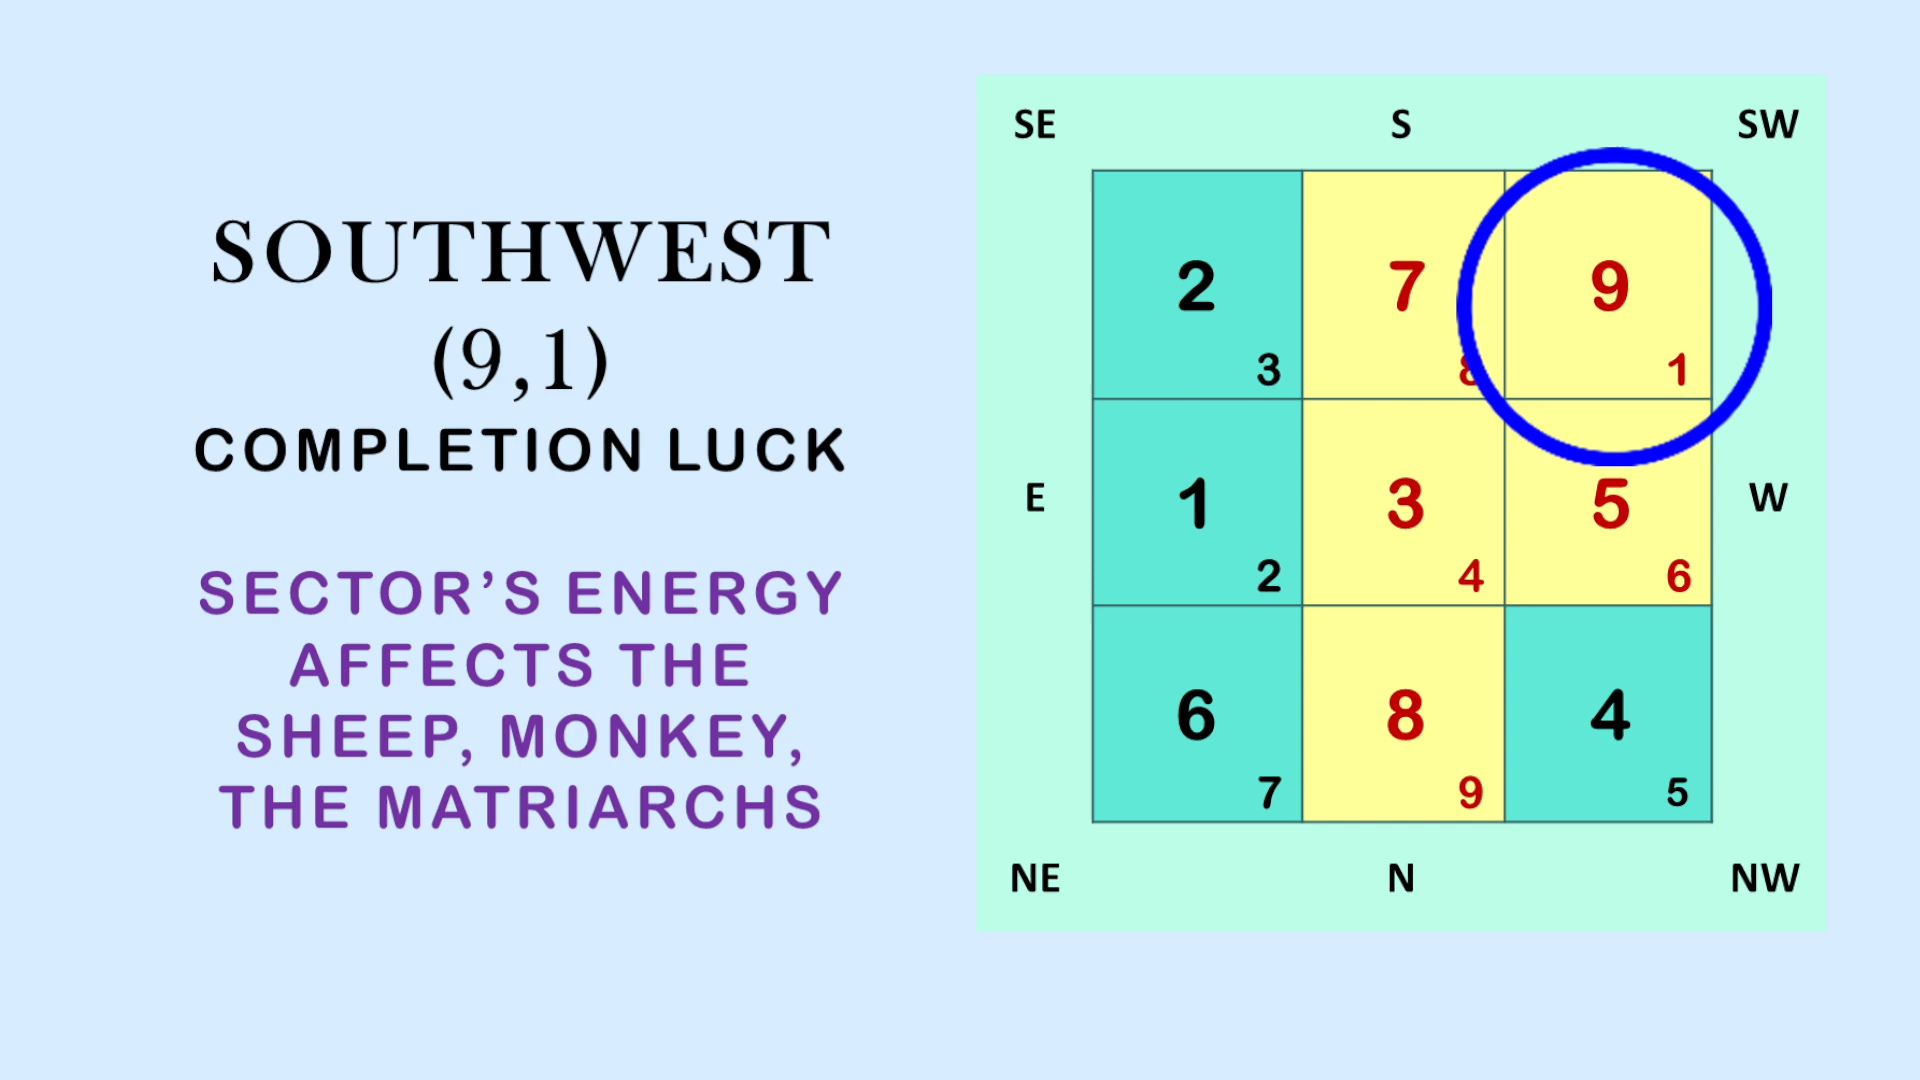 SOUTHWEST
(9,1)
COMPLETION LUCK
SECTOR’S ENERGY
AFFECTS THE
SHEEP, MONKEY,
THE MATRIARCHS
SE S SW
2 7 9
3 8 1
E 1 3 5 W
2 4 6
6 8 4
7 9 5
NE N NW